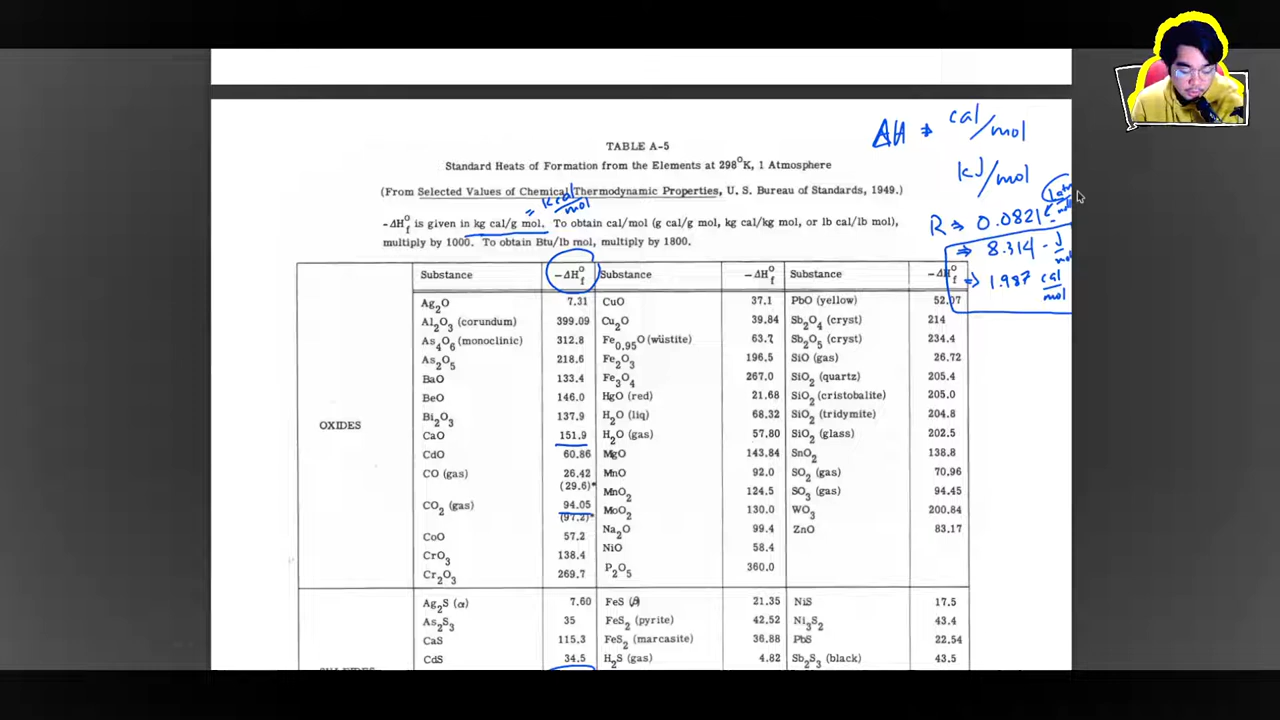 TABLE A-5
Standard Heats of Formation from the Elements at 298°K, 1 Atmosphere
(From Selected Values of Chemical Thermodynamic Properties, U. S. Bureau of Standards, 1949.)
-ΔH°f is given in kg cal/g mol. To obtain cal/mol (g cal/g mol, kg cal/kg mol, or lb cal/lb mol),
multiply by 1000. To obtain Btu/lb mol, multiply by 1800.
= kcal/mol
ΔH ⇒ cal/mol
kJ/mol
R ⇒ 0.0821
⇒ 8.314 - J/mol
⇒ 1.987 cal/mol
Substance -ΔH°f Substance -ΔH°f Substance -ΔH°f
OXIDES
Ag2O 7.31 CuO 37.1 PbO (yellow) 52.07
Al2O3 (corundum) 399.09 Cu2O 39.84 Sb2O4 (cryst) 214
As4O6 (monoclinic) 312.8 Fe0.95O (wüstite) 63.7 Sb2O5 (cryst) 234.4
As2O5 218.6 Fe2O3 196.5 SiO (gas) 26.72
BaO 133.4 Fe3O4 267.0 SiO2 (quartz) 205.4
BeO 146.0 HgO (red) 21.68 SiO2 (cristobalite) 205.0
Bi2O3 137.9 H2O (liq) 68.32 SiO2 (tridymite) 204.8
CaO 151.9 H2O (gas) 57.80 SiO2 (glass) 202.5
CdO 60.86 MgO 143.84 SnO2 138.8
CO (gas) 26.42 MnO 92.0 SO2 (gas) 70.96
(29.6)* MnO2 124.5 SO3 (gas) 94.45
CO2 (gas) 94.05 MoO2 130.0 WO3 200.84
(97.2)* Na2O 99.4 ZnO 83.17
CoO 57.2 NiO 58.4
CrO3 138.4 P2O5 360.0
Cr2O3 269.7
Ag2S (α) 7.60 FeS (β) 21.35 NiS 17.5
As2S3 35 FeS2 (pyrite) 42.52 Ni3S2 43.4
CaS 115.3 FeS2 (marcasite) 36.88 PbS 22.54
CdS 34.5 H2S (gas) 4.82 Sb2S3 (black) 43.5